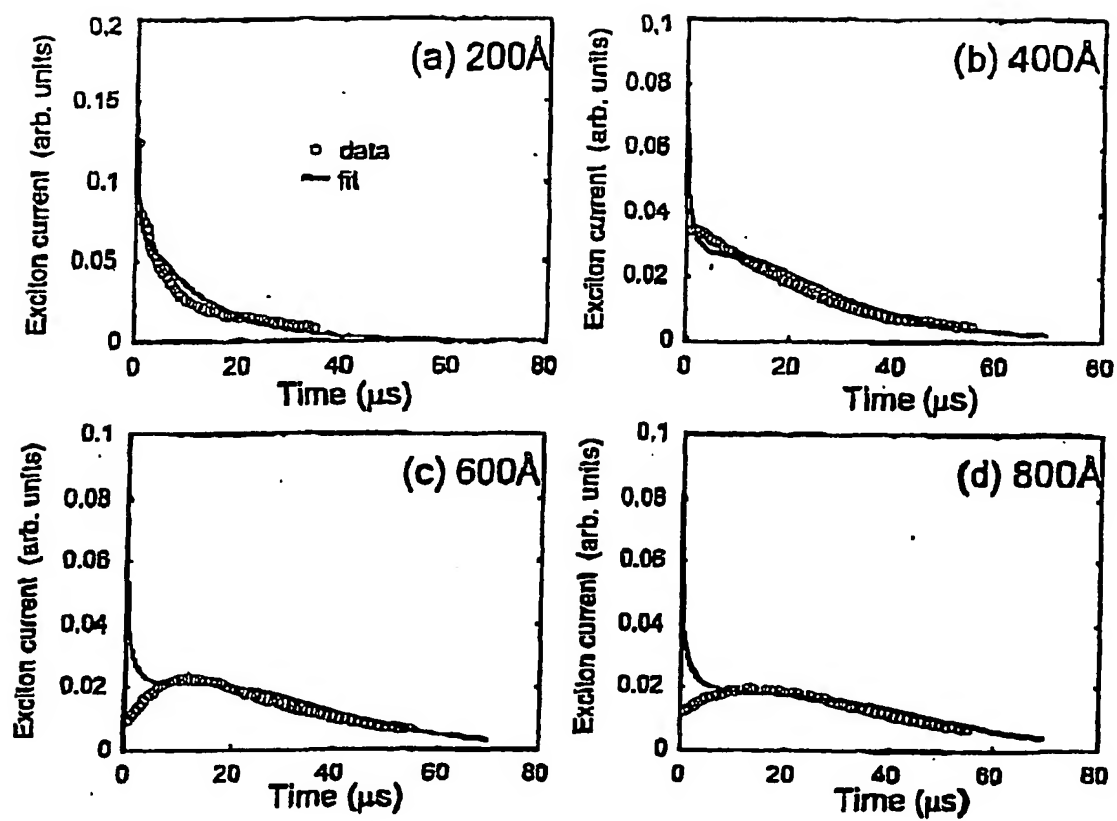 (a) 200Å
Exciton current (arb. units)
0.2
0.15
0.1
0.05
0
data
fit
0 20 40 60 80
Time (μs)
(b) 400Å
Exciton current (arb. units)
0.1
0.08
0.06
0.04
0.02
0
0 20 40 60 80
Time (μs)
(c) 600Å
Exciton current (arb. units)
0.1
0.08
0.06
0.04
0.02
0
0 20 40 60 80
Time (μs)
(d) 800Å
Exciton current (arb. units)
0.1
0.08
0.06
0.04
0.02
0
0 20 40 60 80
Time (μs)